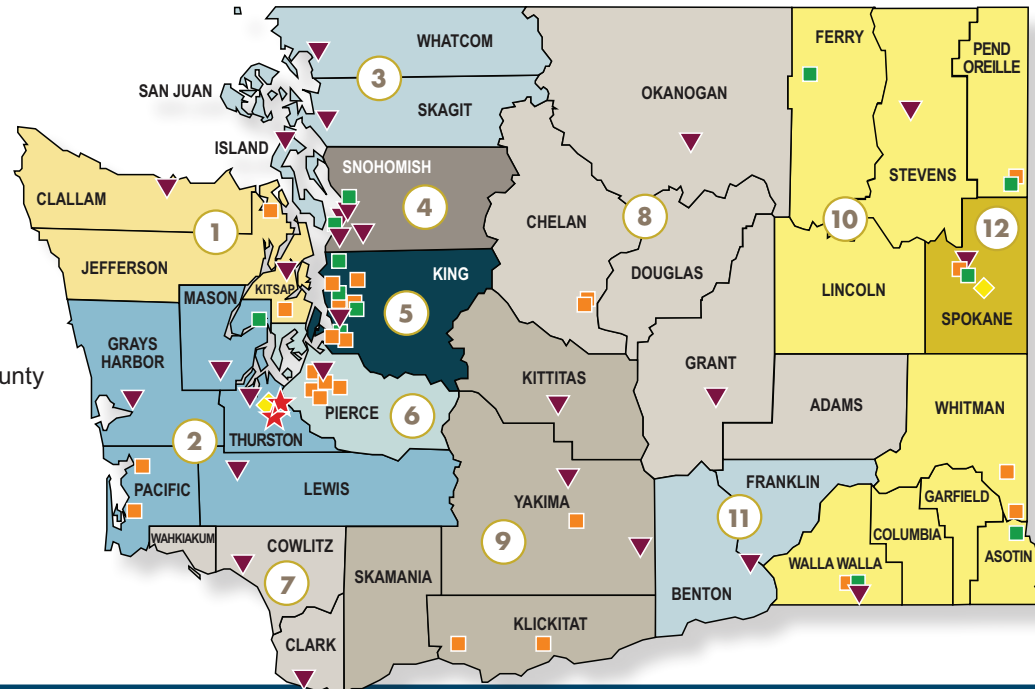 WHATCOM
3
SAN JUAN
SKAGIT
ISLAND
SNOHOMISH
4
CLALLAM
1
JEFFERSON
KITSAP
MASON
KING
5
GRAYS
HARBOR
ounty
PIERCE
6
2
THURSTON
PACIFIC
LEWIS
WAHKIAKUM
COWLITZ
7
CLARK
SKAMANIA
OKANOGAN
CHELAN
8
DOUGLAS
KITTITAS
GRANT
ADAMS
YAKIMA
9
KLICKITAT
BENTON
11
FRANKLIN
FERRY
PEND
OREILLE
STEVENS
10
12
LINCOLN
SPOKANE
WHITMAN
GARFIELD
COLUMBIA
ASOTIN
WALLA WALLA